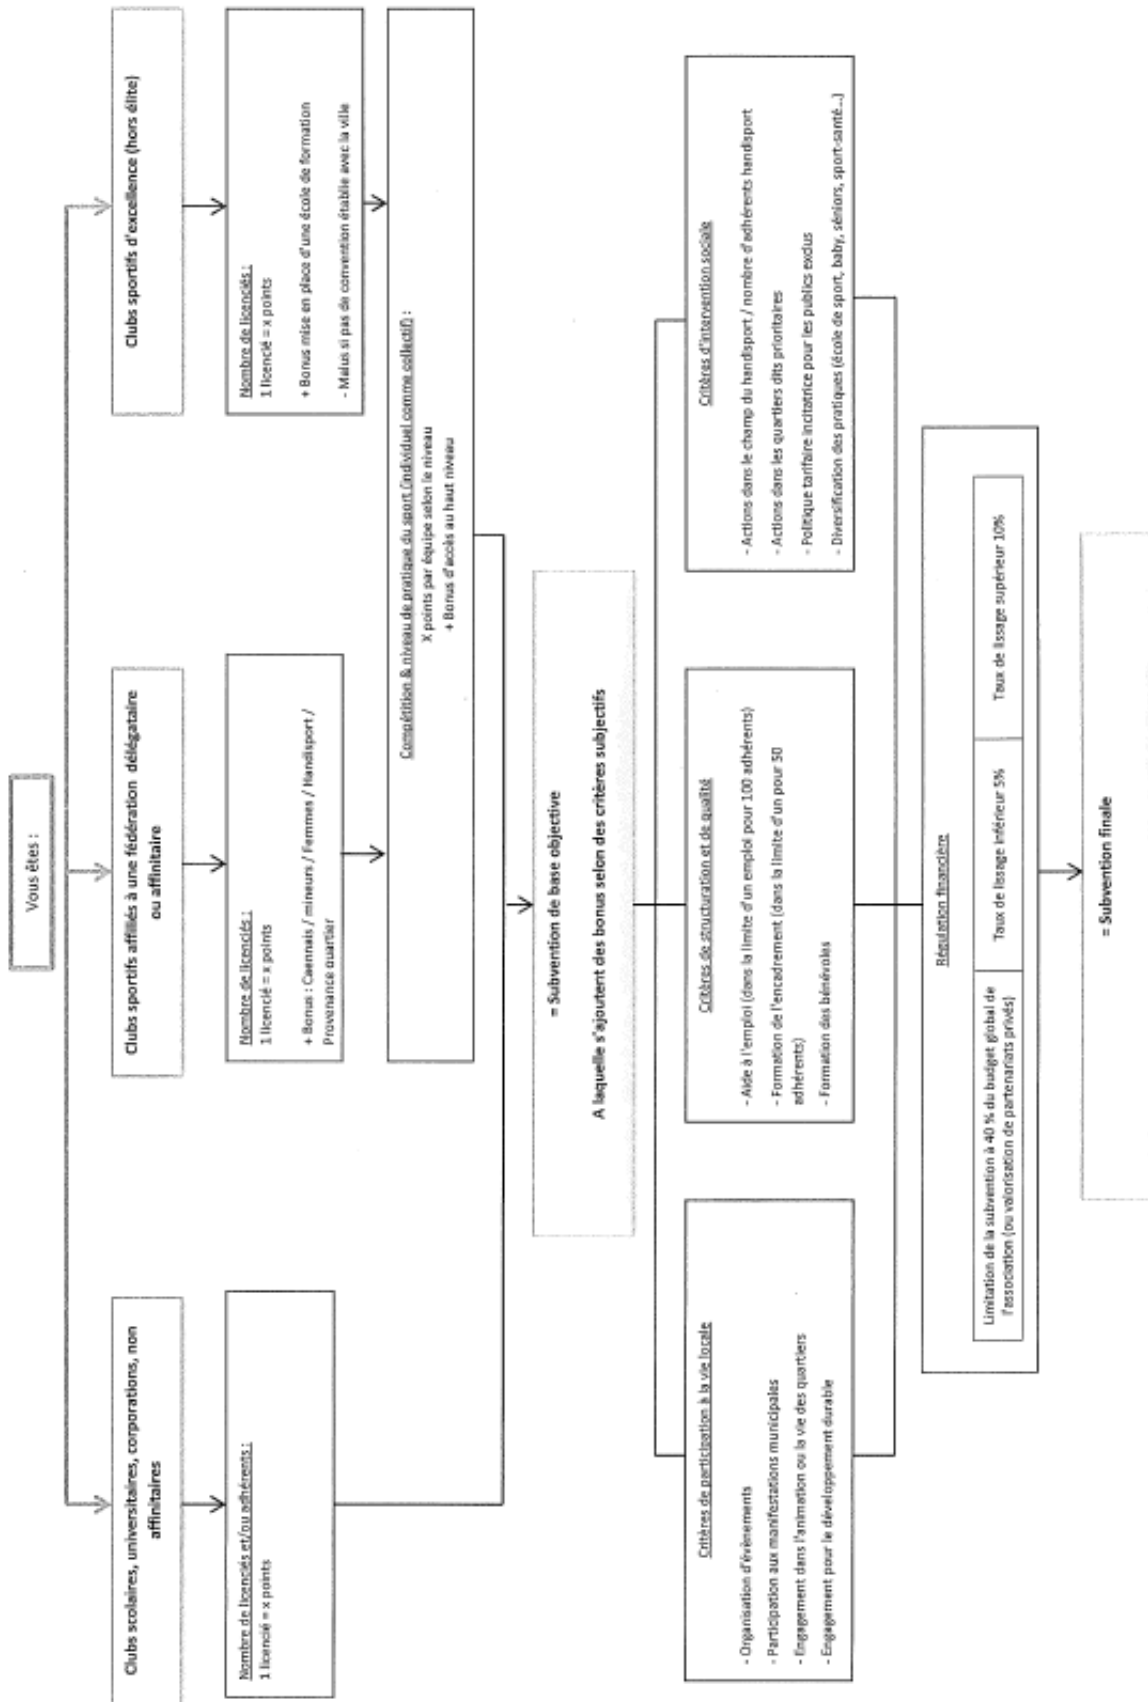 Vous êtes :
Clubs scolaires, universitaires, corporations, non
affinitaires
Clubs sportifs affiliés à une fédération délégataire
ou affinitaire
Clubs sportifs d'excellence (hors élite)
Nombre de licenciés et/ou adhérents :
1 licencié = x points
Nombre de licenciés :
1 licencié = x points
+ Bonus : Caennais / mineurs / Femmes / Handisport /
Provenance quartier
Nombre de licenciés :
1 licencié = x points
+ Bonus mise en place d'une école de formation
- Malus si pas de convention établie avec la ville
Compétition & niveau de pratique du sport (individuel comme collectif) :
X points par équipe selon le niveau
+ Bonus d'accès au haut niveau
= Subvention de base objective
A laquelle s'ajoutent des bonus selon des critères subjectifs
Critères de participation à la vie locale
- Organisation d'évènements
- Participation aux manifestations municipales
- Engagement dans l'animation ou la vie des quartiers
- Engagement pour le développement durable
Critères de structuration et de qualité
- Aide à l'emploi (dans la limite d'un emploi pour 100 adhérents)
- Formation de l'encadrement (dans la limite d'un pour 50
adhérents)
- Formation des bénévoles
Critères d'intervention sociale
- Actions dans le champ du handisport / nombre d'adhérents handisport
- Actions dans les quartiers dits prioritaires
- Politique tarifaire incitatrice pour les publics exclus
- Diversification des pratiques (école de sport, baby, séniors, sport-santé...)
Régulation financière
Limitation de la subvention à 40 % du budget global de
l'association (ou valorisation de partenariats privés)
Taux de lissage inférieur 5%
Taux de lissage supérieur 10%
= Subvention finale